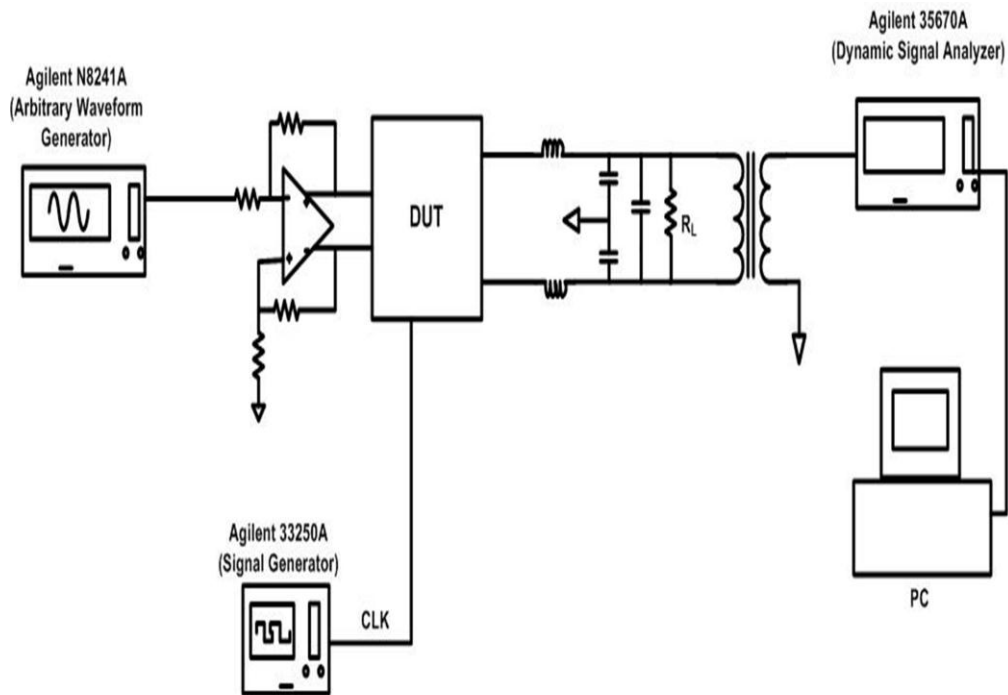 Agilent 35670A
(Dynamic Signal Analyzer)
Agilent N8241A
(Arbitrary Waveform
Generator)
DUT
RL
Agilent 33250A
(Signal Generator)
CLK
PC